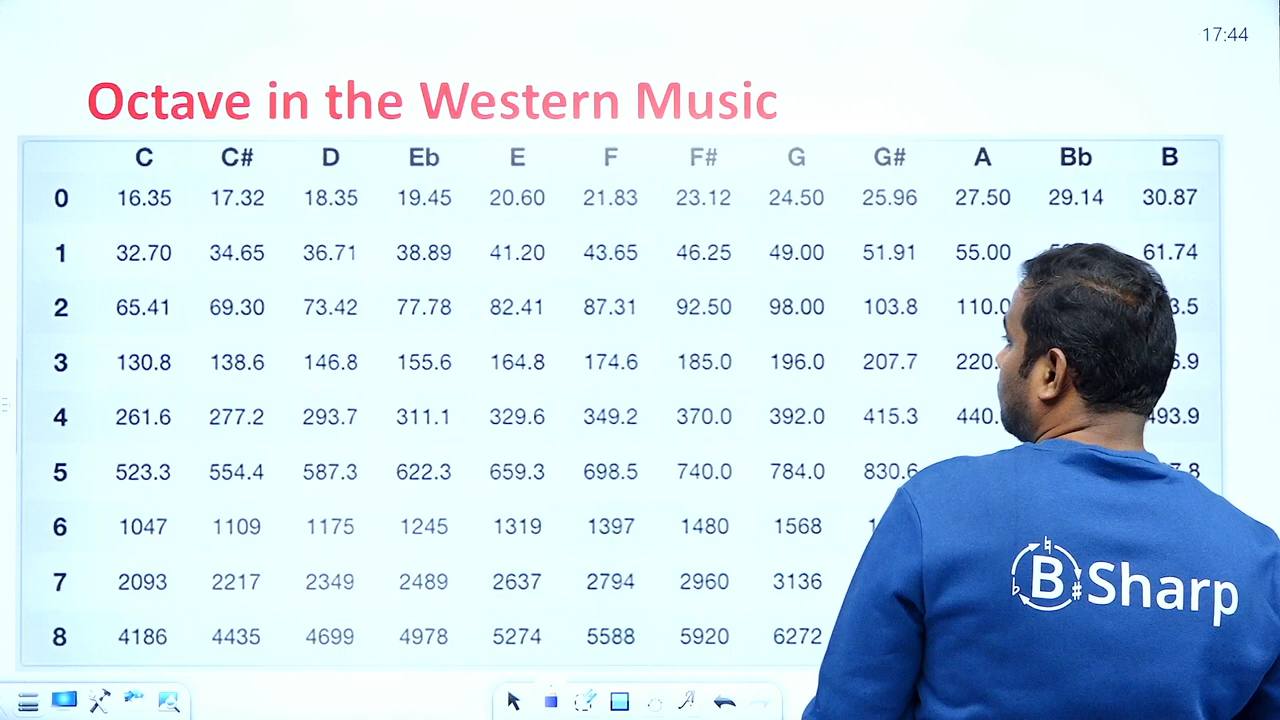 17:44
Octave in the Western Music
C C# D Eb E F F# G G# A Bb B
0 16.35 17.32 18.35 19.45 20.60 21.83 23.12 24.50 25.96 27.50 29.14 30.87
1 32.70 34.65 36.71 38.89 41.20 43.65 46.25 49.00 51.91 55.00 61.74
2 65.41 69.30 73.42 77.78 82.41 87.31 92.50 98.00 103.8 110.0
3 130.8 138.6 146.8 155.6 164.8 174.6 185.0 196.0 207.7
4 261.6 277.2 293.7 311.1 329.6 349.2 370.0 392.0 415.3 493.9
5 523.3 554.4 587.3 622.3 659.3 698.5 740.0 784.0 830.6
6 1047 1109 1175 1245 1319 1397 1480 1568
7 2093 2217 2349 2489 2637 2794 2960 3136
8 4186 4435 4699 4978 5274 5588 5920 6272
B#Sharp